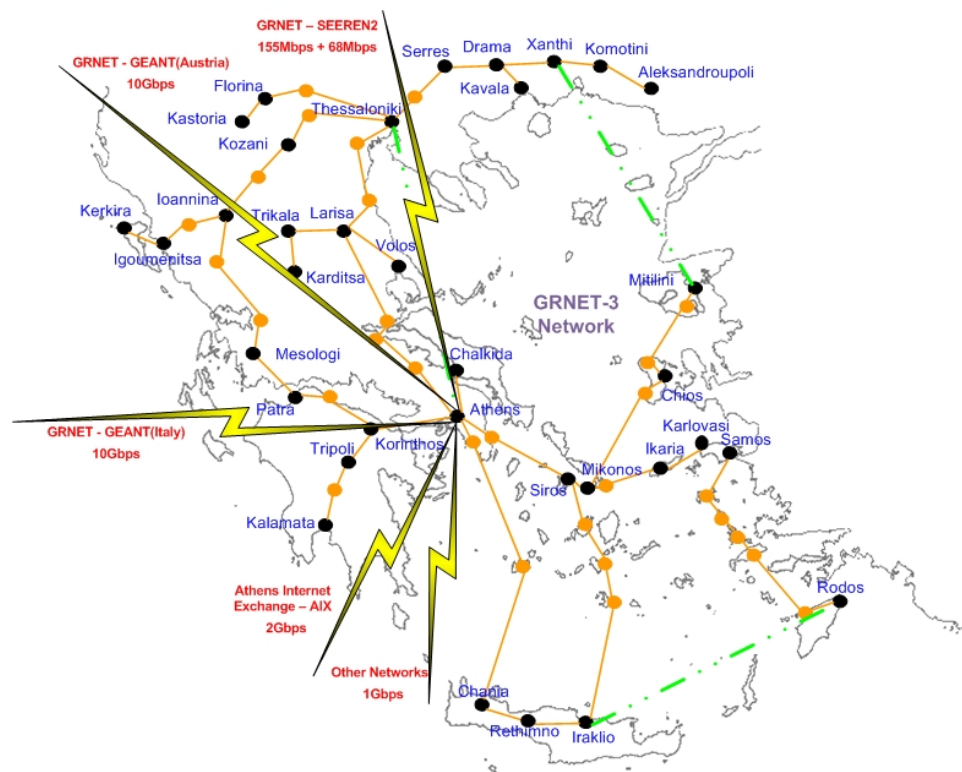 GRNET – SEEREN2
155Mbps + 68Mbps
GRNET - GEANT(Austria)
10Gbps
Serres
Drama
Xanthi
Komotini
Aleksandroupoli
Kavala
Florina
Thessaloniki
Kastoria
Kozani
Ioannina
Kerkira
Igoumenitsa
Trikala
Larisa
Volos
Karditsa
Mitilini
GRNET-3
Network
Mesologi
Chalkida
Patra
Athens
Chios
GRNET - GEANT(Italy)
10Gbps
Korinthos
Tripoli
Karlovasi
Samos
Ikaria
Mikonos
Siros
Kalamata
Athens Internet
Exchange – AIX
2Gbps
Rodos
Other Networks
1Gbps
Chania
Rethimno
Iraklio